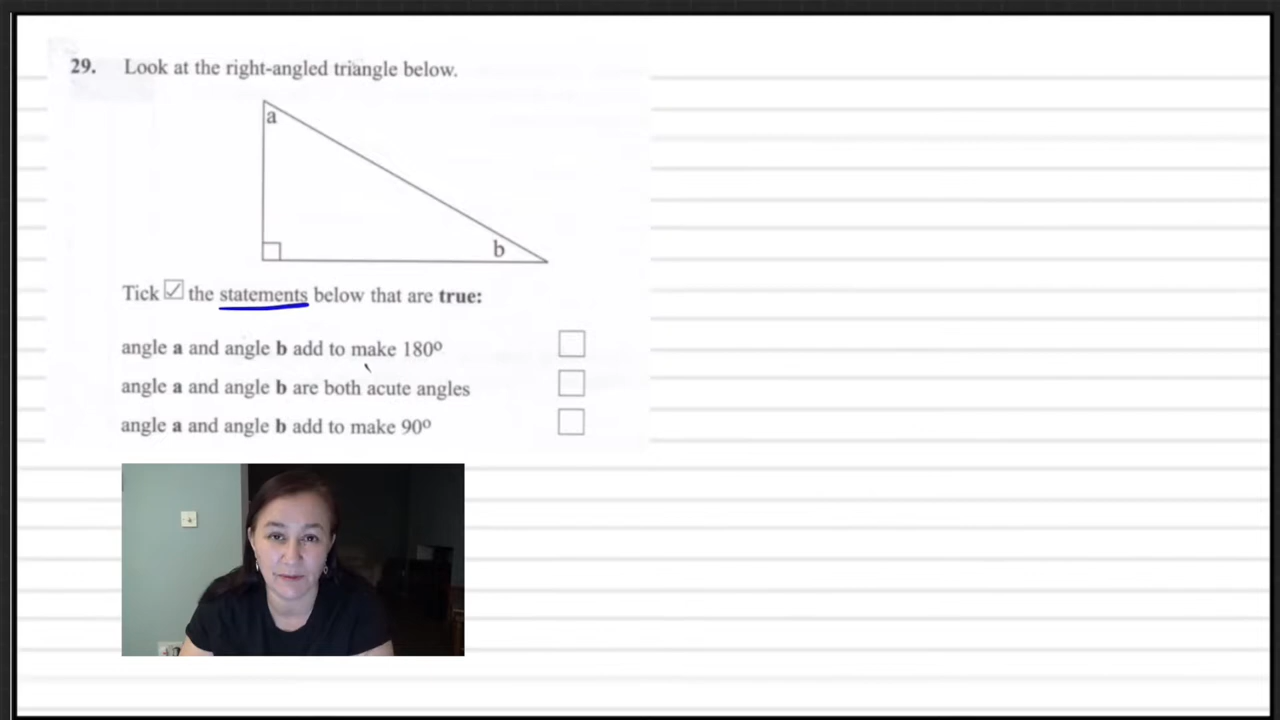 29. Look at the right-angled triangle below.
a
b
Tick ☑ the statements below that are true:
angle a and angle b add to make 180º
angle a and angle b are both acute angles
angle a and angle b add to make 90º